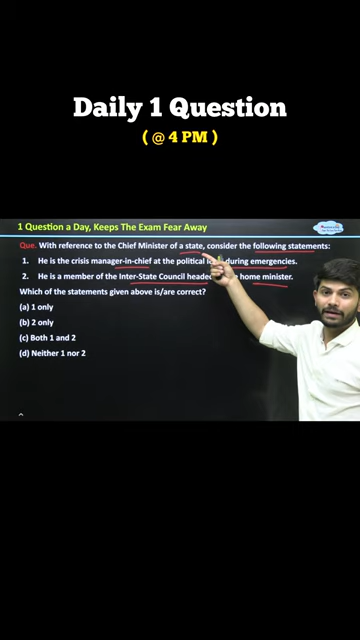 Daily 1 Question
( @ 4 PM )
1 Question a Day, Keeps The Exam Fear Away
Que. With reference to the Chief Minister of a state, consider the following statements:
1. He is the crisis manager-in-chief at the political during emergencies.
2. He is a member of the Inter-State Council headed home minister.
Which of the statements given above is/are correct?
(a) 1 only
(b) 2 only
(c) Both 1 and 2
(d) Neither 1 nor 2